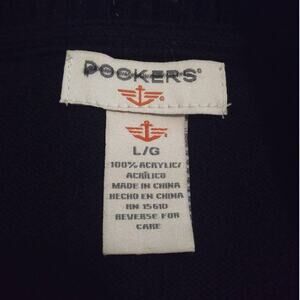 DOCKERS®
L/G
100% ACRYLIC/
ACRÍLICO
MADE IN CHINA
HECHO EN CHINA
RN 15610
REVERSE FOR
CARE